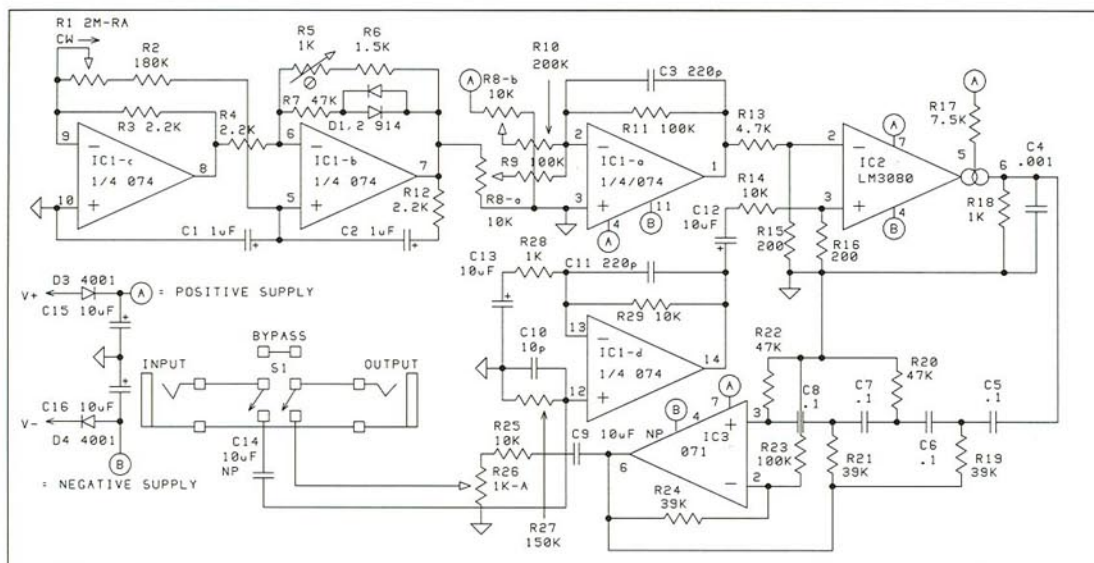 R1 2M-RA
CW
R2
180K
R3 2.2K
R4
2.2K
9
10
8
IC1-c
1/4 074
R5
1K
R6
1.5K
R7 47K
D1,2 914
6
5
7
IC1-b
1/4 074
R12
2.2K
C1 1uF
C2 1uF
A
R8-b
10K
R10
200K
R9 100K
R8-a
10K
C3 220p
R11 100K
2
3
1
IC1-a
1/4/074
4
11
A
B
R13
4.7K
R14
10K
C12
10uF
R15
200
R16
200
2
3
IC2
LM3080
A
7
4
B
A
R17
7.5K
5
6
C4
.001
R18
1K
D3 4001
V+
C15 10uF
A = POSITIVE SUPPLY
C16 10uF
V-
D4 4001
B
= NEGATIVE SUPPLY
BYPASS
INPUT
S1
OUTPUT
C14
10uF
NP
C13
10uF
R28
1K
C11 220p
R29 10K
C10
10p
13
12
14
IC1-d
1/4 074
R27
150K
R25
10K
R26
1K-A
C9 10uF NP
A
7
B
4
IC3
071
3
2
6
R24
39K
R22
47K
C8
.1
R23
100K
C7
.1
R21
39K
R20
47K
C6
.1
R19
39K
C5
.1